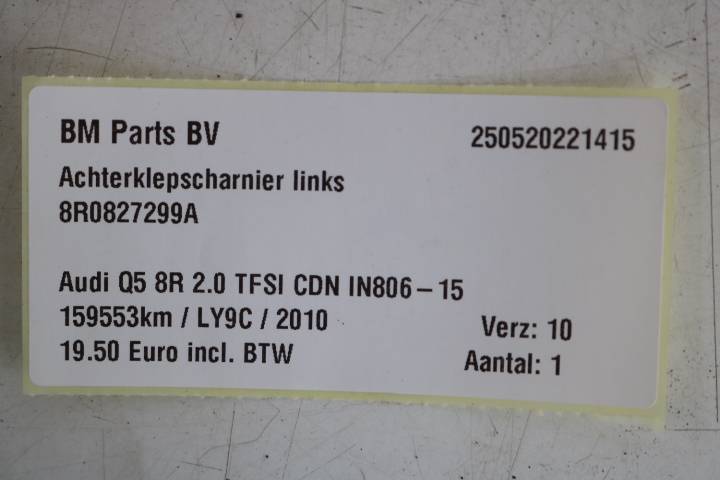 BM Parts BV 250520221415
Achterklepscharnier links
8R0827299A
Audi Q5 8R 2.0 TFSI CDN IN806-15
159553km / LY9C / 2010 Verz: 10
19.50 Euro incl. BTW Aantal: 1